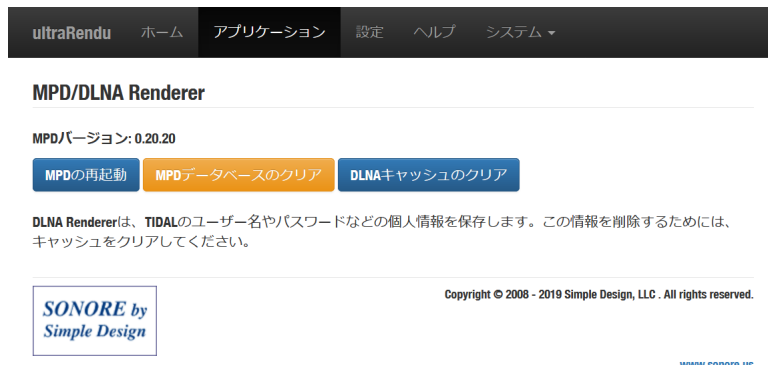 ultraRendu ホーム アプリケーション 設定 ヘルプ システム
MPD/DLNA Renderer
MPDバージョン: 0.20.20
MPDの再起動 MPDデータベースのクリア DLNAキャッシュのクリア
DLNA Rendererは、TIDALのユーザー名やパスワードなどの個人情報を保存します。この情報を削除するためには、
キャッシュをクリアしてください。
Copyright © 2008 - 2019 Simple Design, LLC . All rights reserved.
SONORE by
Simple Design
www.sonore.us